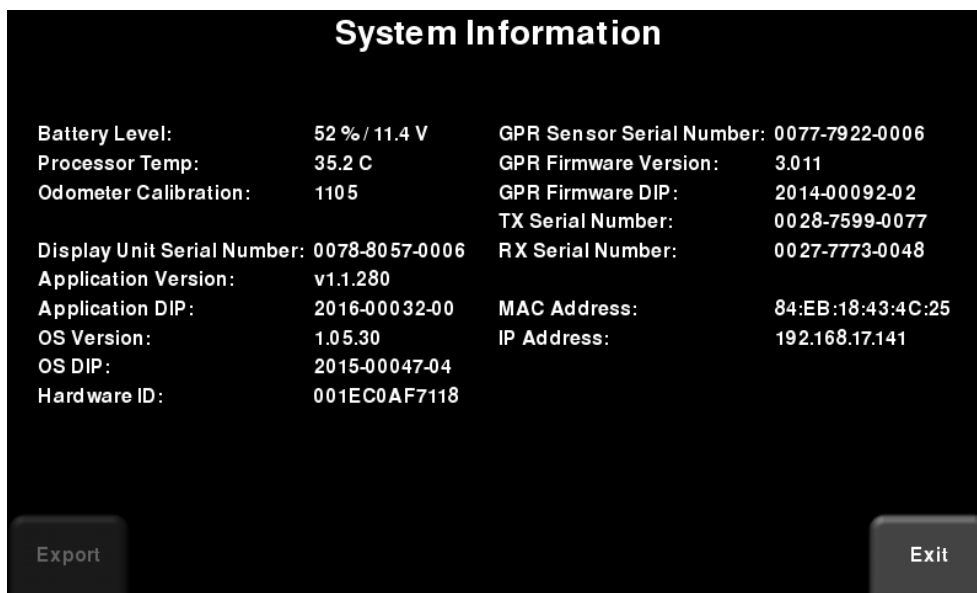 System Information
Battery Level: 52 % / 11.4 V
Processor Temp: 35.2 C
Odometer Calibration: 1105
Display Unit Serial Number: 0078-8057-0006
Application Version: v1.1.280
Application DIP: 2016-00032-00
OS Version: 1.05.30
OS DIP: 2015-00047-04
Hardware ID: 001EC0AF7118
GPR Sensor Serial Number: 0077-7922-0006
GPR Firmware Version: 3.011
GPR Firmware DIP: 2014-00092-02
TX Serial Number: 0028-7599-0077
RX Serial Number: 0027-7773-0048
MAC Address: 84:EB:18:43:4C:25
IP Address: 192.168.17.141
Export
Exit